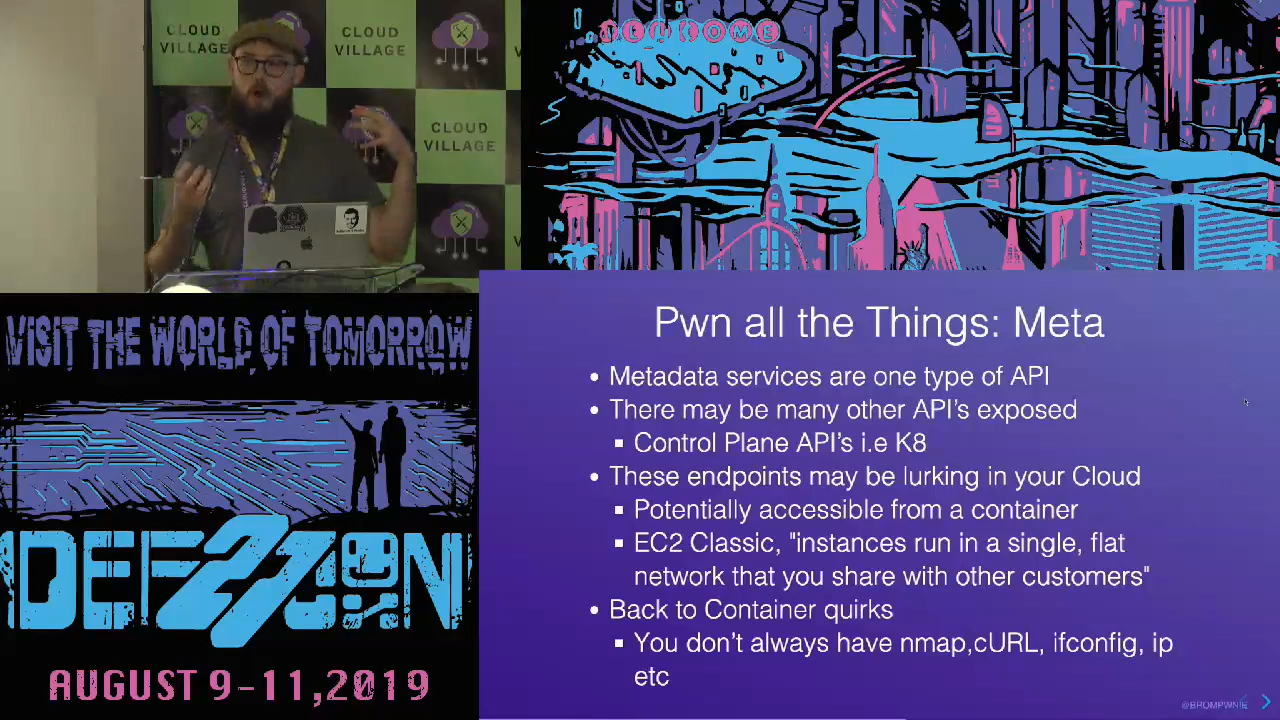 CLOUD
VILLAGE
CLOUD
VILLAGE
CLOUD
VILLAGE
WELCOME
VISIT THE WORLD OF TOMORROW
DEF27CON
AUGUST 9-11,2019
Pwn all the Things: Meta
• Metadata services are one type of API
• There may be many other API's exposed
▪ Control Plane API's i.e K8
• These endpoints may be lurking in your Cloud
▪ Potentially accessible from a container
▪ EC2 Classic, "instances run in a single, flat
network that you share with other customers"
• Back to Container quirks
▪ You don't always have nmap,cURL, ifconfig, ip
etc
@BROMPWNIE